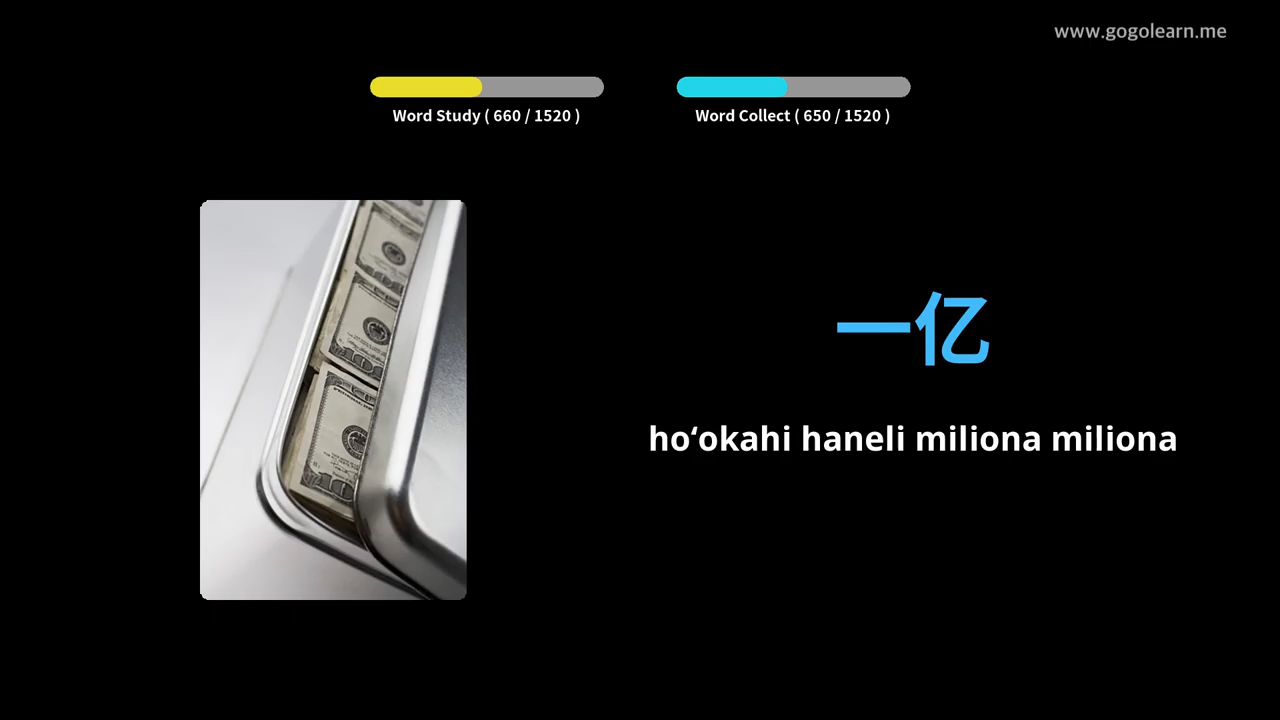 www.gogolearn.me
Word Study ( 660 / 1520 )
Word Collect ( 650 / 1520 )
一亿
hoʻokahi haneli miliona miliona